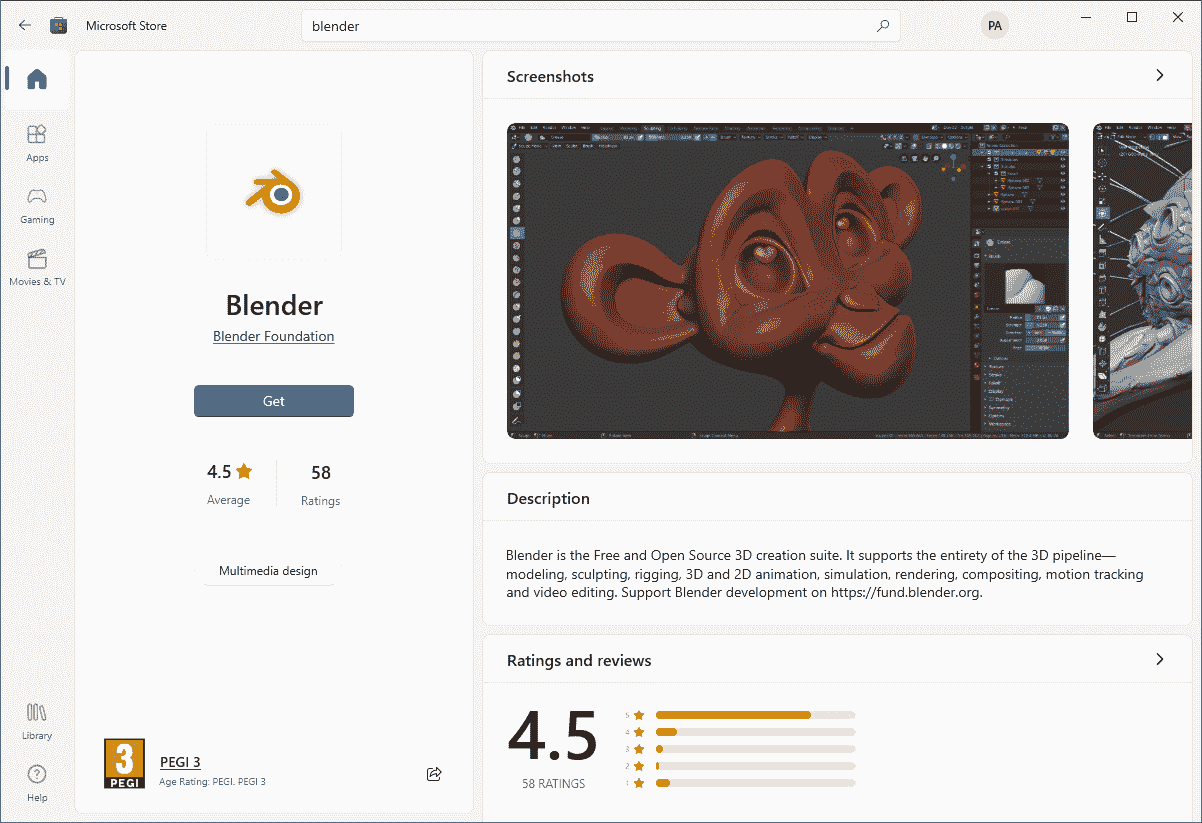 Microsoft Store
blender
PA
Apps
Gaming
Movies & TV
Library
Help
Blender
Blender Foundation
Get
4.5
Average
58
Ratings
Multimedia design
3
PEGI
PEGI 3
Age Rating: PEGI. PEGI 3
Screenshots
Description
Blender is the Free and Open Source 3D creation suite. It supports the entirety of the 3D pipeline—
modeling, sculpting, rigging, 3D and 2D animation, simulation, rendering, compositing, motion tracking
and video editing. Support Blender development on https://fund.blender.org.
Ratings and reviews
4.5
58 RATINGS
5
4
3
2
1